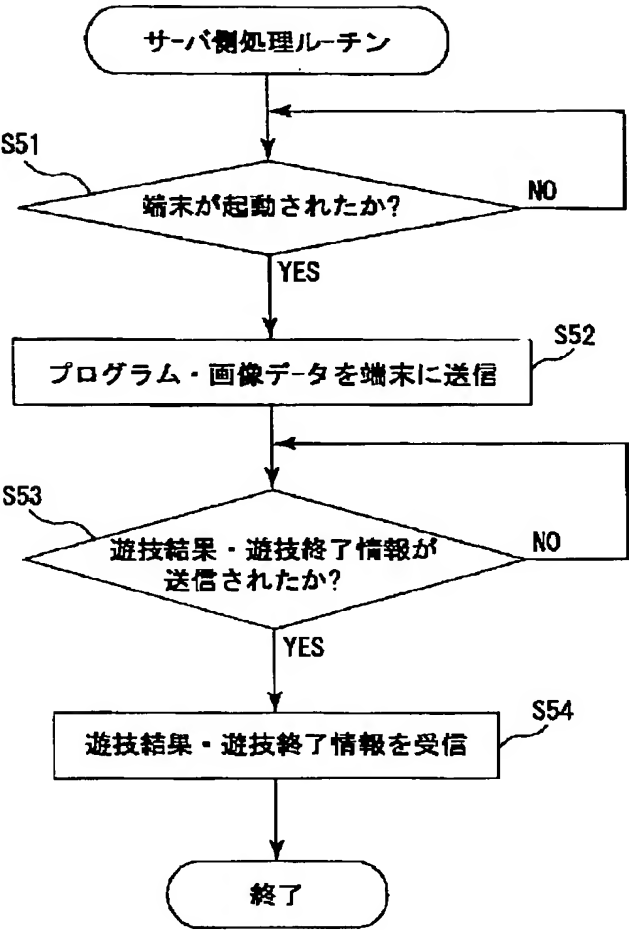 サーバ側処理ルーチン
S51
端末が起動されたか?
NO
YES
S52
プログラム・画像データを端末に送信
S53
遊技結果・遊技終了情報が
送信されたか?
NO
YES
S54
遊技結果・遊技終了情報を受信
終了